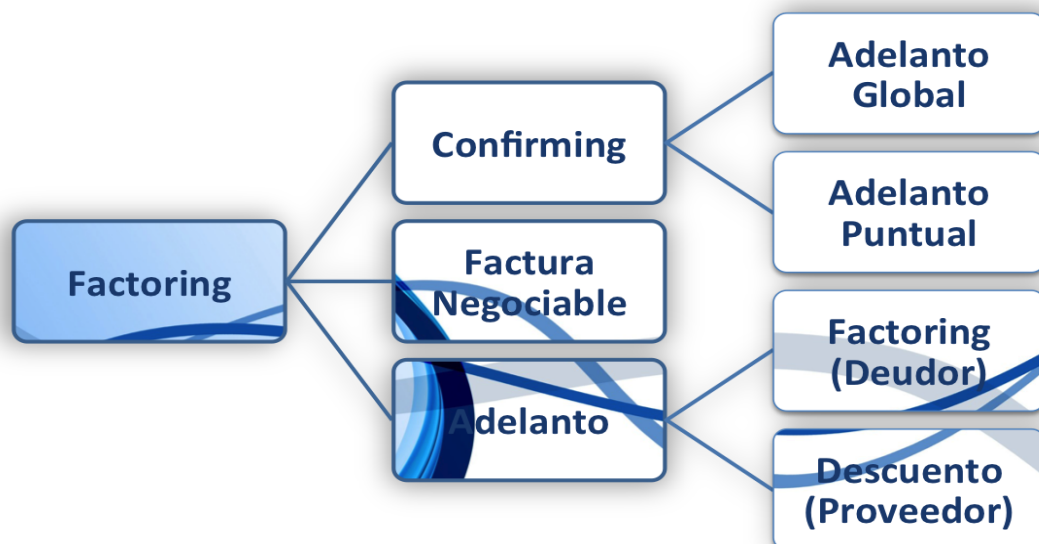 Factoring
Confirming
Factura
Negociable
Adelanto
Adelanto
Global
Adelanto
Puntual
Factoring
(Deudor)
Descuento
(Proveedor)